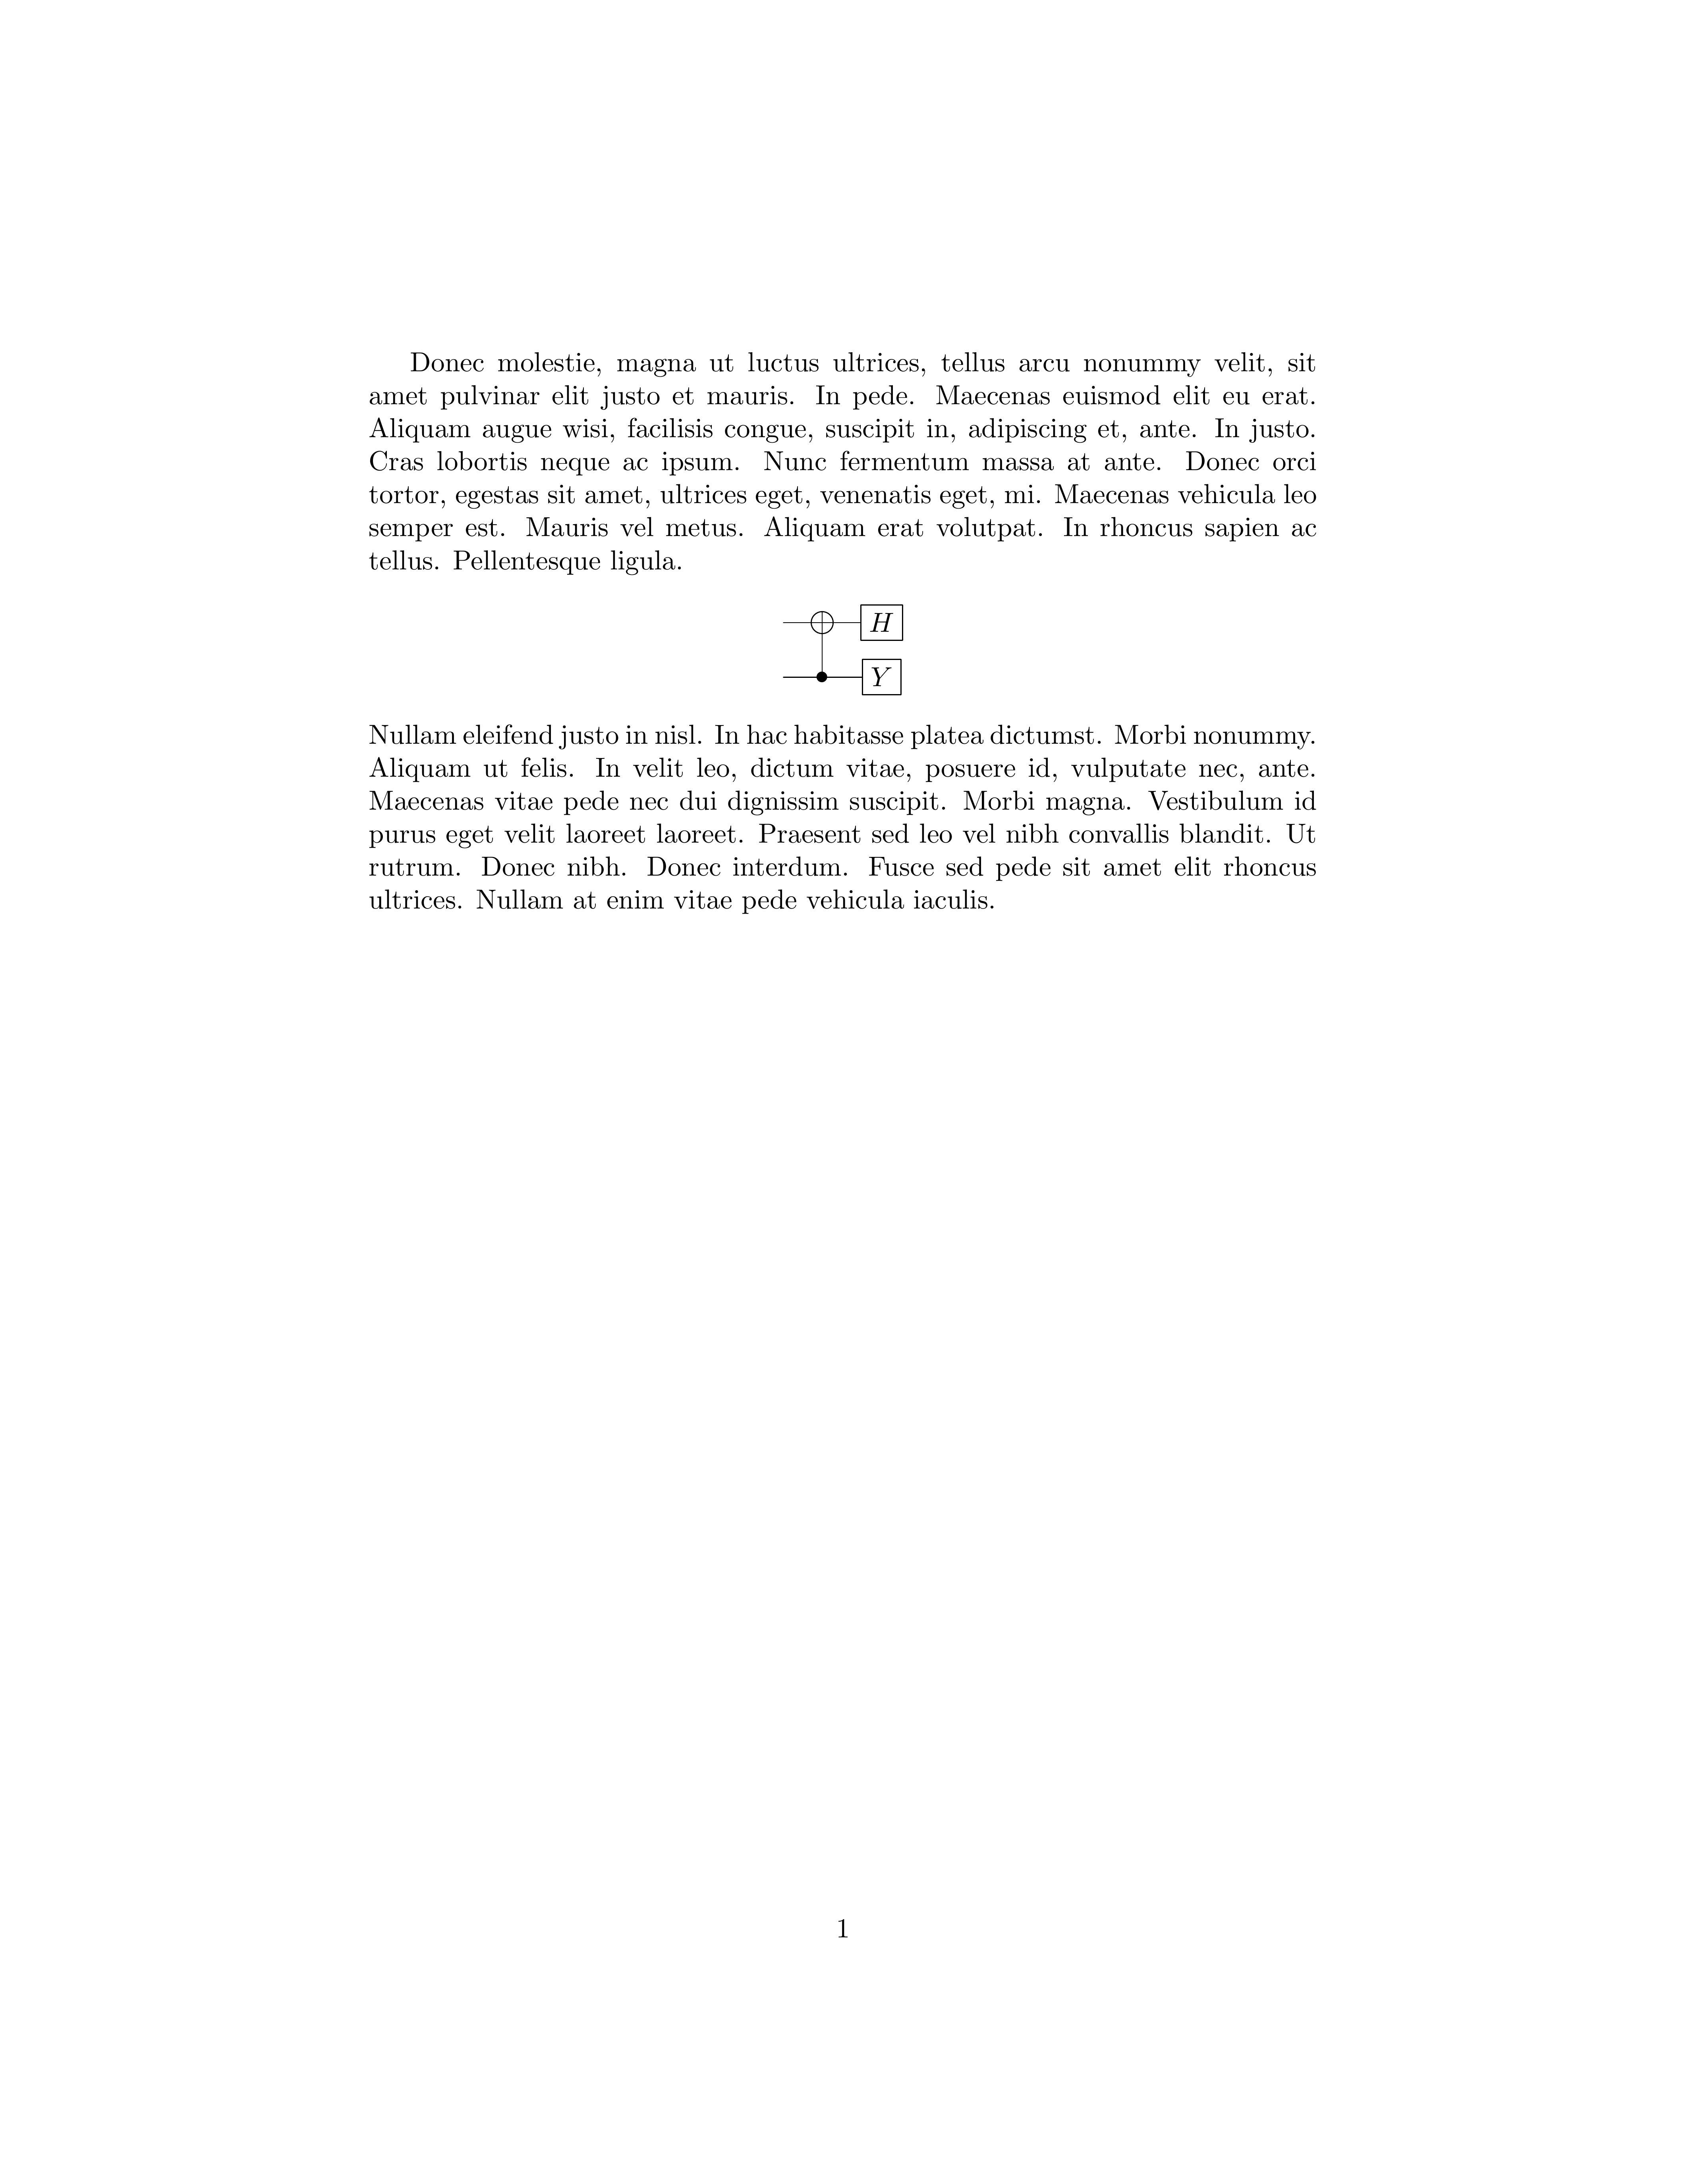 Donec molestie, magna ut luctus ultrices, tellus arcu nonummy velit, sit
amet pulvinar elit justo et mauris. In pede. Maecenas euismod elit eu erat.
Aliquam augue wisi, facilisis congue, suscipit in, adipiscing et, ante. In justo.
Cras lobortis neque ac ipsum. Nunc fermentum massa at ante. Donec orci
tortor, egestas sit amet, ultrices eget, venenatis eget, mi. Maecenas vehicula leo
semper est. Mauris vel metus. Aliquam erat volutpat. In rhoncus sapien ac
tellus. Pellentesque ligula.
H
Y
Nullam eleifend justo in nisl. In hac habitasse platea dictumst. Morbi nonummy.
Aliquam ut felis. In velit leo, dictum vitae, posuere id, vulputate nec, ante.
Maecenas vitae pede nec dui dignissim suscipit. Morbi magna. Vestibulum id
purus eget velit laoreet laoreet. Praesent sed leo vel nibh convallis blandit. Ut
rutrum. Donec nibh. Donec interdum. Fusce sed pede sit amet elit rhoncus
ultrices. Nullam at enim vitae pede vehicula iaculis.
1